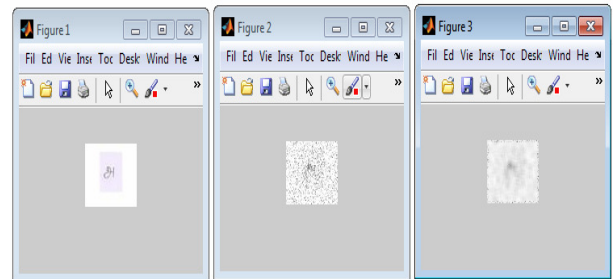 Figure 1
Fil Ed Vie Inse Toc Desk Wind He
Figure 2
Fil Ed Vie Inse Toc Desk Wind He
Figure 3
Fil Ed Vie Inse Toc Desk Wind He